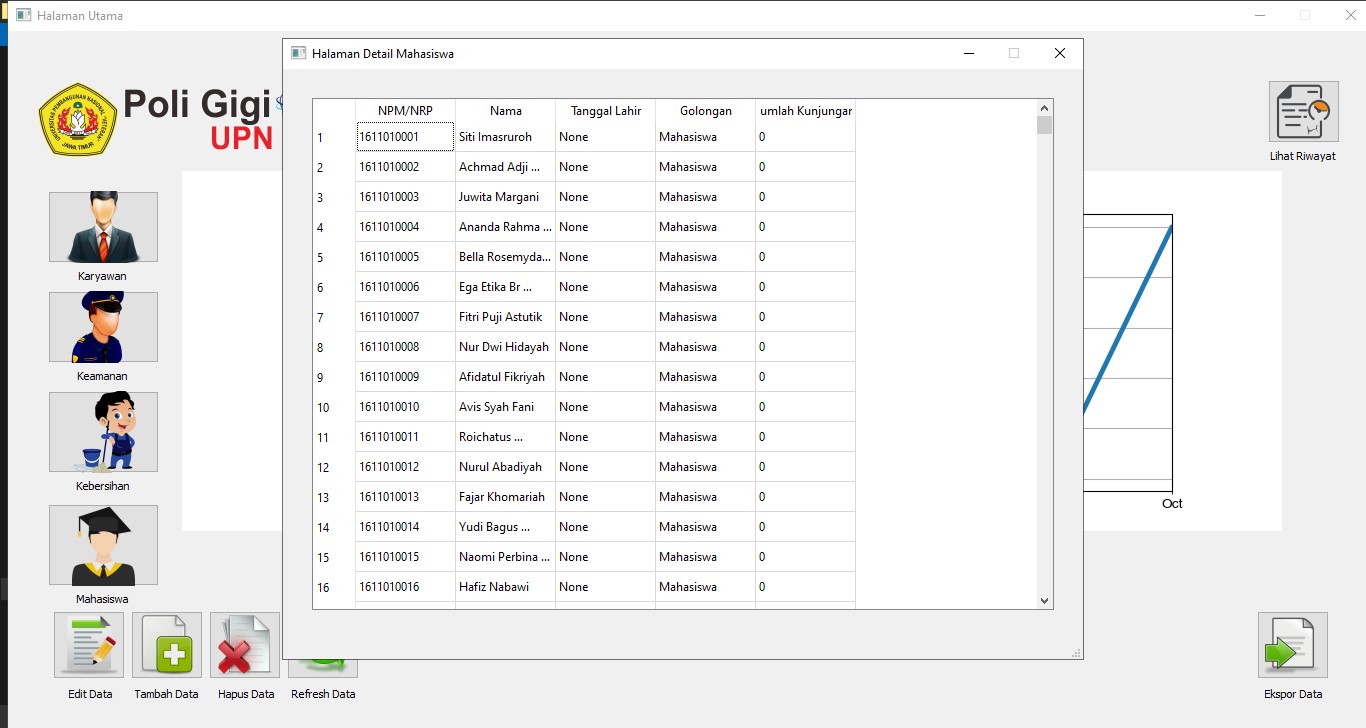 Halaman Utama
Halaman Detail Mahasiswa
UNIVERSITAS PEMBANGUNAN NASIONAL "VETERAN"
JAWA TIMUR
Poli Gigi
UPN
Lihat Riwayat
Karyawan
Keamanan
Kebersihan
Mahasiswa
NPM/NRP Nama Tanggal Lahir Golongan umlah Kunjungar
1 1611010001 Siti Imasruroh None Mahasiswa 0
2 1611010002 Achmad Adji ... None Mahasiswa 0
3 1611010003 Juwita Margani None Mahasiswa 0
4 1611010004 Ananda Rahma ... None Mahasiswa 0
5 1611010005 Bella Rosemyda... None Mahasiswa 0
6 1611010006 Ega Etika Br ... None Mahasiswa 0
7 1611010007 Fitri Puji Astutik None Mahasiswa 0
8 1611010008 Nur Dwi Hidayah None Mahasiswa 0
9 1611010009 Afidatul Fikriyah None Mahasiswa 0
10 1611010010 Avis Syah Fani None Mahasiswa 0
11 1611010011 Roichatus ... None Mahasiswa 0
12 1611010012 Nurul Abadiyah None Mahasiswa 0
13 1611010013 Fajar Khomariah None Mahasiswa 0
14 1611010014 Yudi Bagus ... None Mahasiswa 0
15 1611010015 Naomi Perbina ... None Mahasiswa 0
16 1611010016 Hafiz Nabawi None Mahasiswa 0
Oct
Edit Data
Tambah Data
Hapus Data
Refresh Data
Ekspor Data